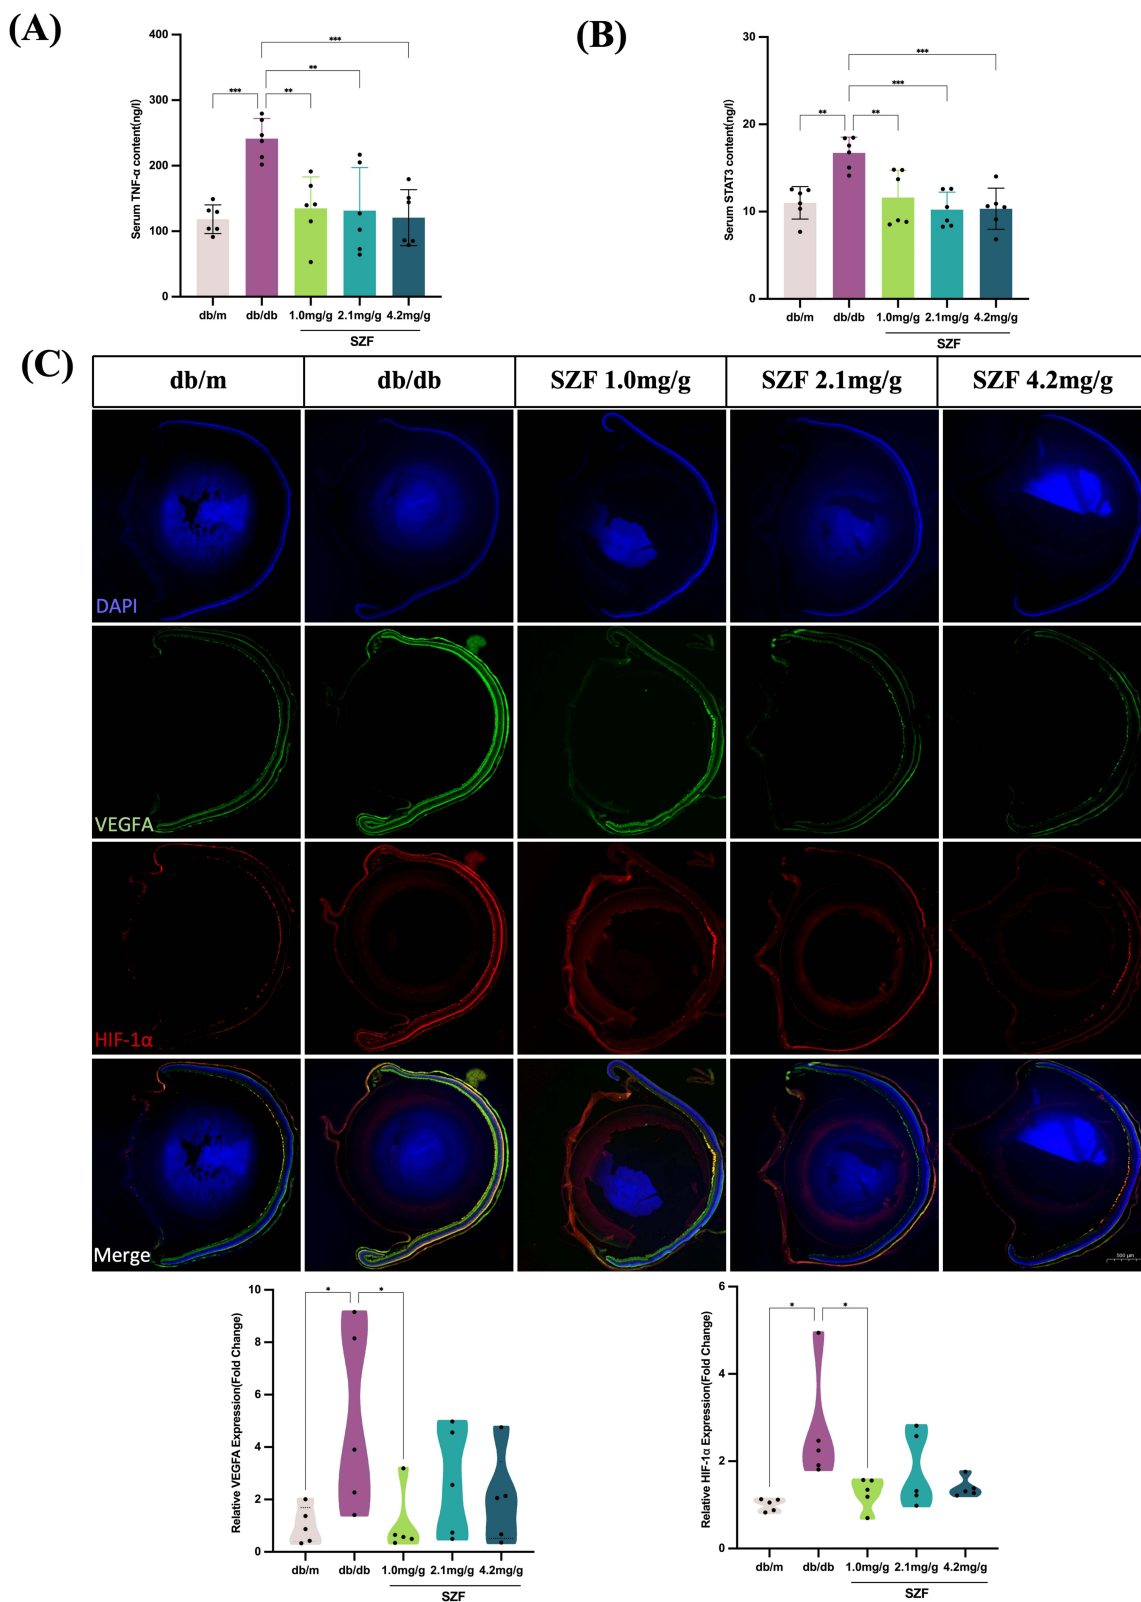 (A)
400
300
200
100
0
Serum TNF-α content(ng/l)
***
**
**
***
db/m
db/db
1.0mg/g
2.1mg/g
4.2mg/g
SZF
(B)
30
20
10
0
Serum STAT3 content(ng/l)
***
***
**
**
db/m
db/db
1.0mg/g
2.1mg/g
4.2mg/g
SZF
(C)
db/m
db/db
SZF 1.0mg/g
SZF 2.1mg/g
SZF 4.2mg/g
DAPI
VEGFA
HIF-1α
Merge
500 μm
10
8
6
4
2
0
Relative VEGFA Expression(Fold Change)
*
*
db/m
db/db
1.0mg/g
2.1mg/g
4.2mg/g
SZF
6
4
2
0
Relative HIF-1α Expression(Fold Change)
*
*
db/m
db/db
1.0mg/g
2.1mg/g
4.2mg/g
SZF